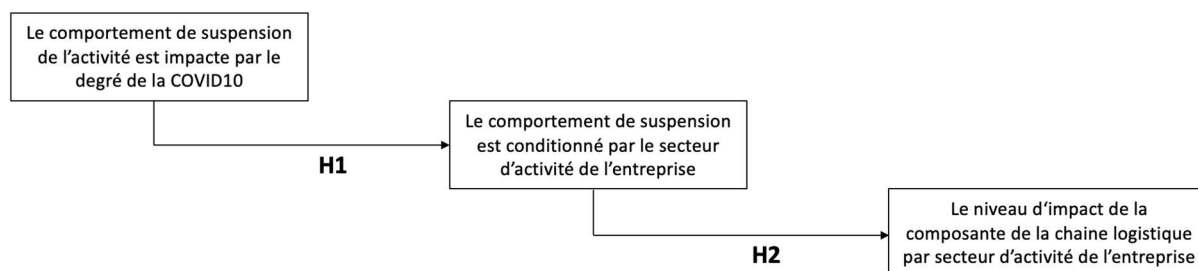 Le comportement de suspension
de l’activité est impacte par le
degré de la COVID10
H1
Le comportement de suspension
est conditionné par le secteur
d’activité de l’entreprise
H2
Le niveau d‘impact de la
composante de la chaine logistique
par secteur d’activité de l’entreprise